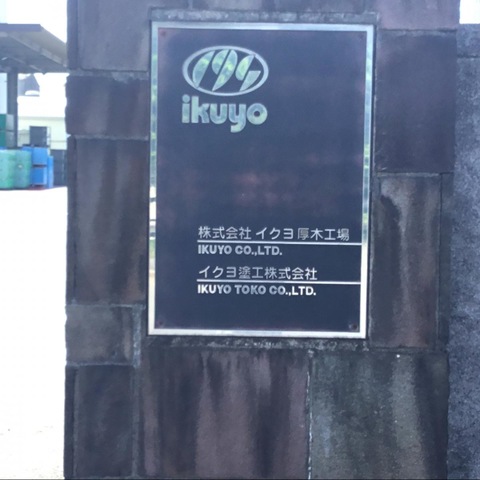 ikuyo
株式会社 イクヨ 厚木工場
IKUYO CO.,LTD.
イクヨ塗工株式会社
IKUYO TOKO CO.,LTD.